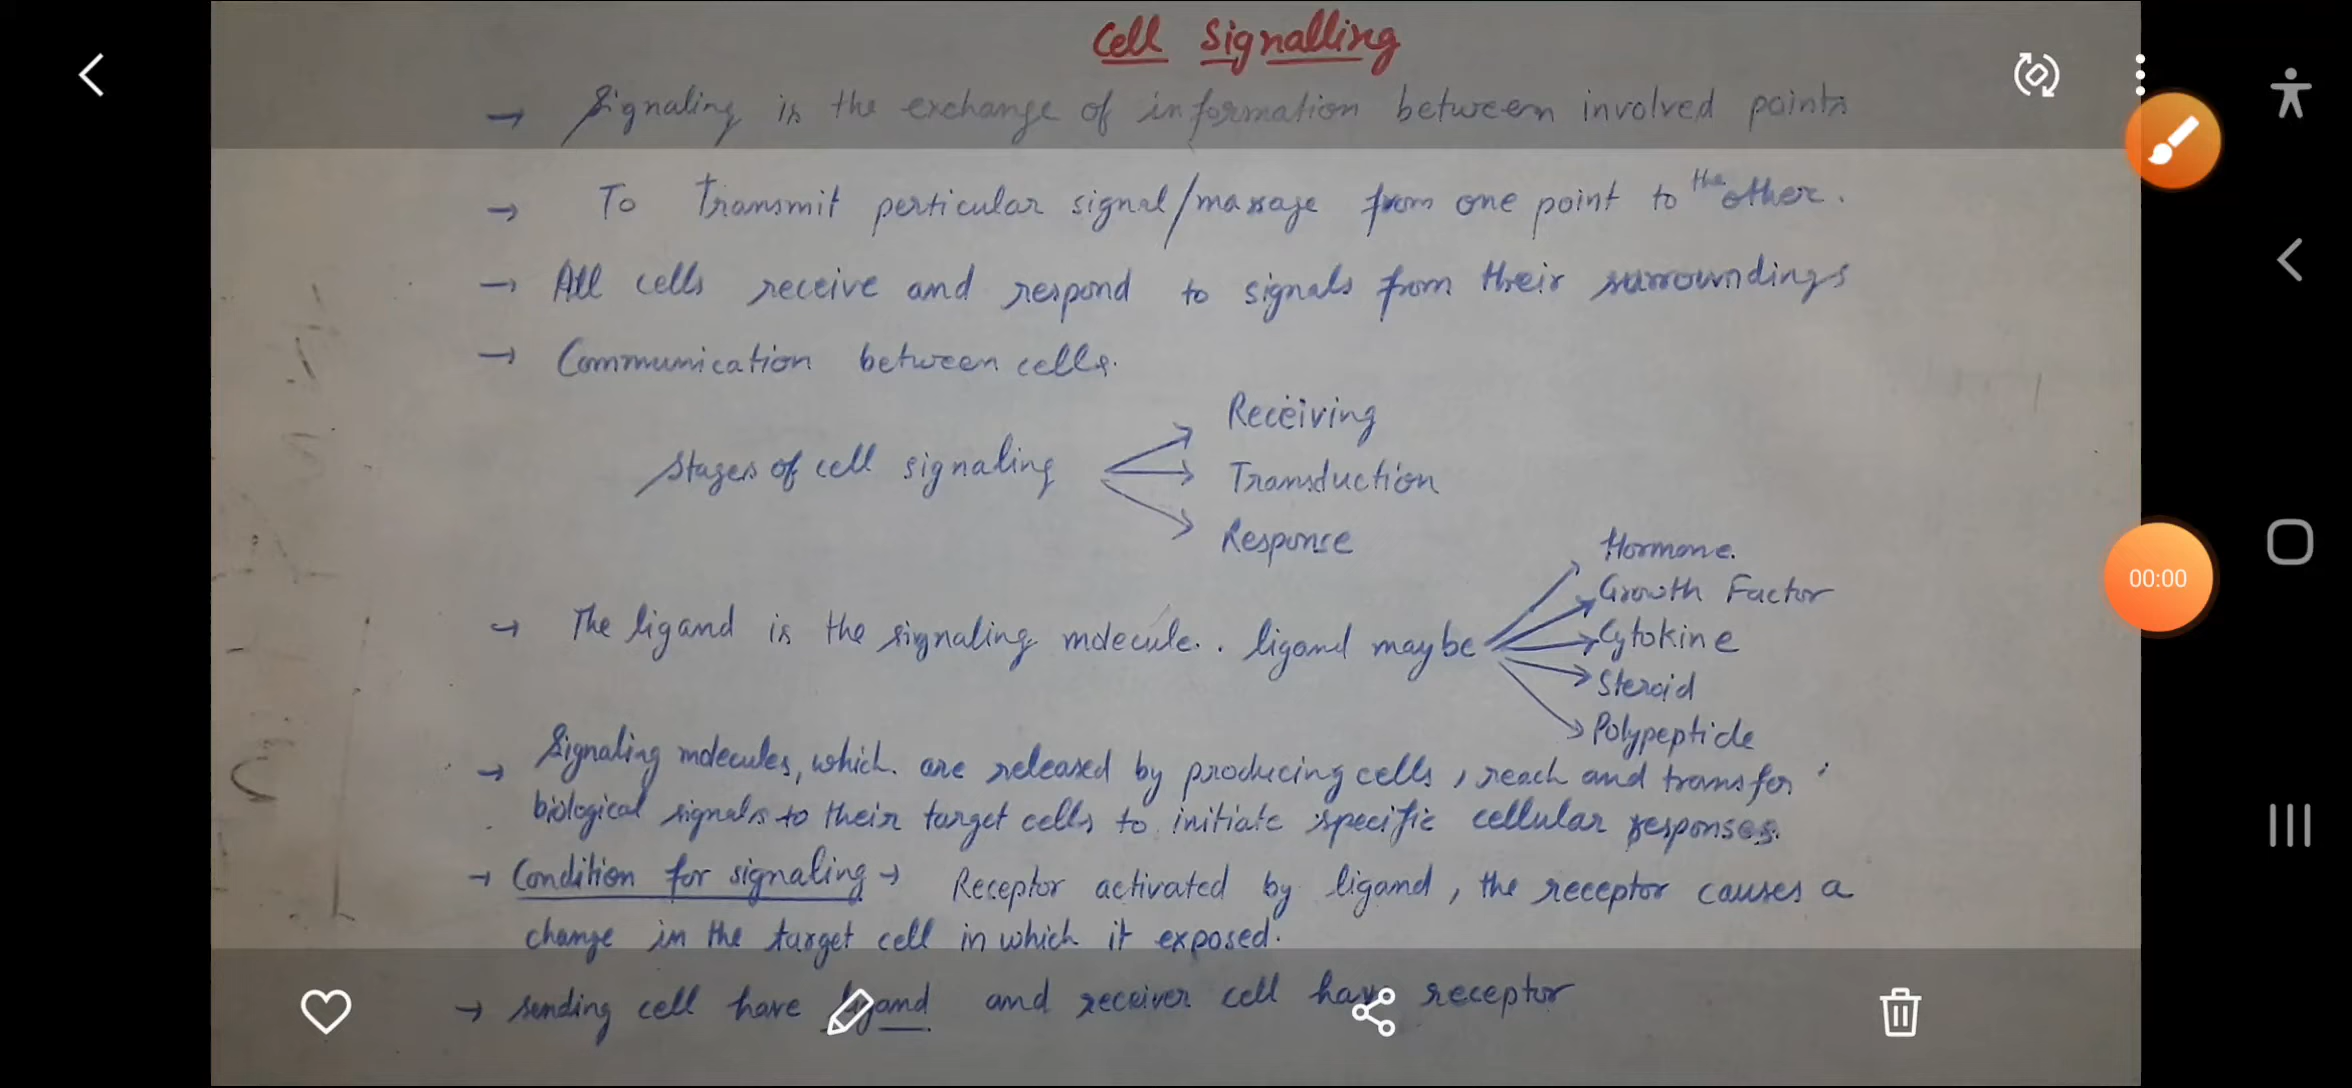 Cell Signalling
→ Signaling is the exchange of information between involved points
→ To transmit perticular signal/massage from one point to the other.
→ All cells receive and respond to signals from their surroundings
→ Communication between cells.
Stages of cell signaling
Receiving
Transduction
Response
→ The ligand is the signaling molecule. ligand may be
Hormone.
Growth Factor
Cytokine
Steroid
Polypeptide
→ Signaling molecules, which are released by producing cells, reach and transfer
biological signals to their target cells to initiate specific cellular responses.
→ Condition for signaling → Receptor activated by ligand, the receptor causes a
change in the target cell in which it exposed.
→ sending cell have ligand and receiver cell have receptor
00:00